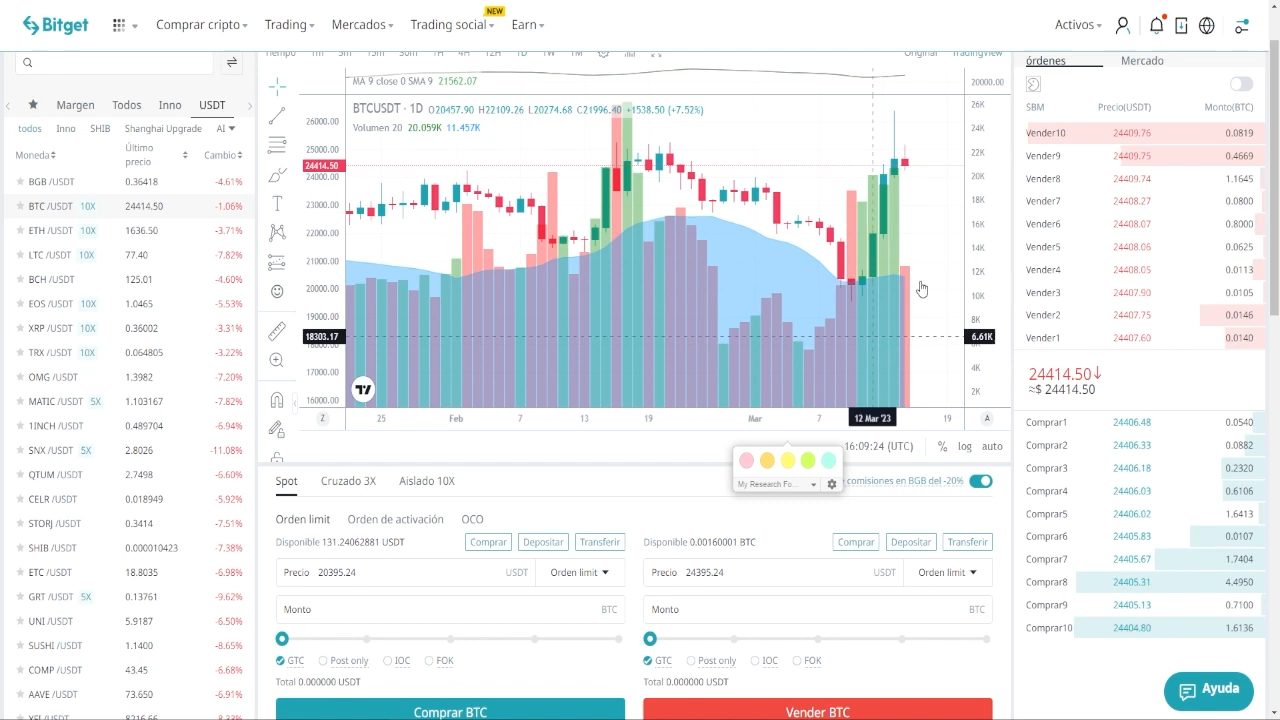 Bitget
Comprar cripto
Trading
Mercados
Trading social
NEW
Earn
Activos
Margen
Todos
Inno
USDT
todos
Inno
SHIB
Shanghai Upgrade
AI
Moneda
Último
precio
Cambio
BGB /USDT 0.36418 -4.61%
BTC /USDT 10X 24414.50 -1.06%
ETH /USDT 10X 1636.50 -3.71%
LTC /USDT 10X 77.40 -7.82%
BCH /USDT 125.01 -4.60%
EOS /USDT 10X 1.0465 -5.53%
XRP /USDT 10X 0.36002 -3.31%
TRX /USDT 10X 0.064805 -3.22%
OMG /USDT 1.3982 -7.20%
MATIC /USDT 5X 1.103167 -7.82%
1INCH /USDT 0.489704 -6.94%
SNX /USDT 5X 2.8026 -11.08%
QTUM /USDT 2.7498 -6.60%
CELR /USDT 0.018949 -5.92%
STORJ /USDT 0.3414 -7.51%
SHIB /USDT 0.000010423 -7.38%
ETC /USDT 18.8035 -6.98%
GRT /USDT 5X 0.13761 -9.62%
UNI /USDT 5.9187 -6.50%
SUSHI /USDT 1.1400 -8.65%
COMP /USDT 43.45 -6.68%
AAVE /USDT 73.650 -6.91%
Tiempo 1m 5m 15m 30m 1H 4H 12H 1D 1W 1M
Original TradingView
MA 9 close 0 SMA 9 21562.07
20000.00
BTCUSDT · 1D O20457.90 H22109.26 L20274.68 C21996.40 +1538.50 (+7.52%)
Volumen 20 20.059K 11.457K
26000.00
25000.00
24414.50
24000.00
23000.00
22000.00
21000.00
20000.00
19000.00
18303.17
17000.00
16000.00
26K
24K
22K
20K
18K
16K
14K
12K
10K
8K
6.61K
4K
2K
Z 25 Feb 7 13 19 Mar 7 12 Mar '23 19 A
16:09:24 (UTC) % log auto
My Research Fo...
comisiones en BGB del -20%
Spot Cruzado 3X Aislado 10X
Orden limit Orden de activación OCO
Disponible 131.24062881 USDT Comprar Depositar Transferir
Precio 20395.24 USDT Orden limit
Monto BTC
GTC Post only IOC FOK
Total 0.000000 USDT
Comprar BTC
Disponible 0.00160001 BTC Comprar Depositar Transferir
Precio 24395.24 USDT Orden limit
Monto BTC
GTC Post only IOC FOK
Total 0.000000 USDT
Vender BTC
órdenes Mercado
SBM Precio(USDT) Monto(BTC)
Vender10 24409.76 0.0819
Vender9 24409.75 0.4669
Vender8 24409.74 1.1645
Vender7 24408.27 0.0800
Vender6 24408.07 0.8000
Vender5 24408.06 0.0625
Vender4 24408.05 0.0113
Vender3 24407.90 0.0105
Vender2 24407.75 0.0146
Vender1 24407.60 0.0140
24414.50↓
≈$ 24414.50
Comprar1 24406.48 0.0540
Comprar2 24406.33 0.0882
Comprar3 24406.18 0.2320
Comprar4 24406.03 0.6106
Comprar5 24406.02 1.6413
Comprar6 24405.83 0.0107
Comprar7 24405.67 1.7404
Comprar8 24405.31 4.4950
Comprar9 24405.13 0.7100
Comprar10 24404.80 1.6136
Ayuda